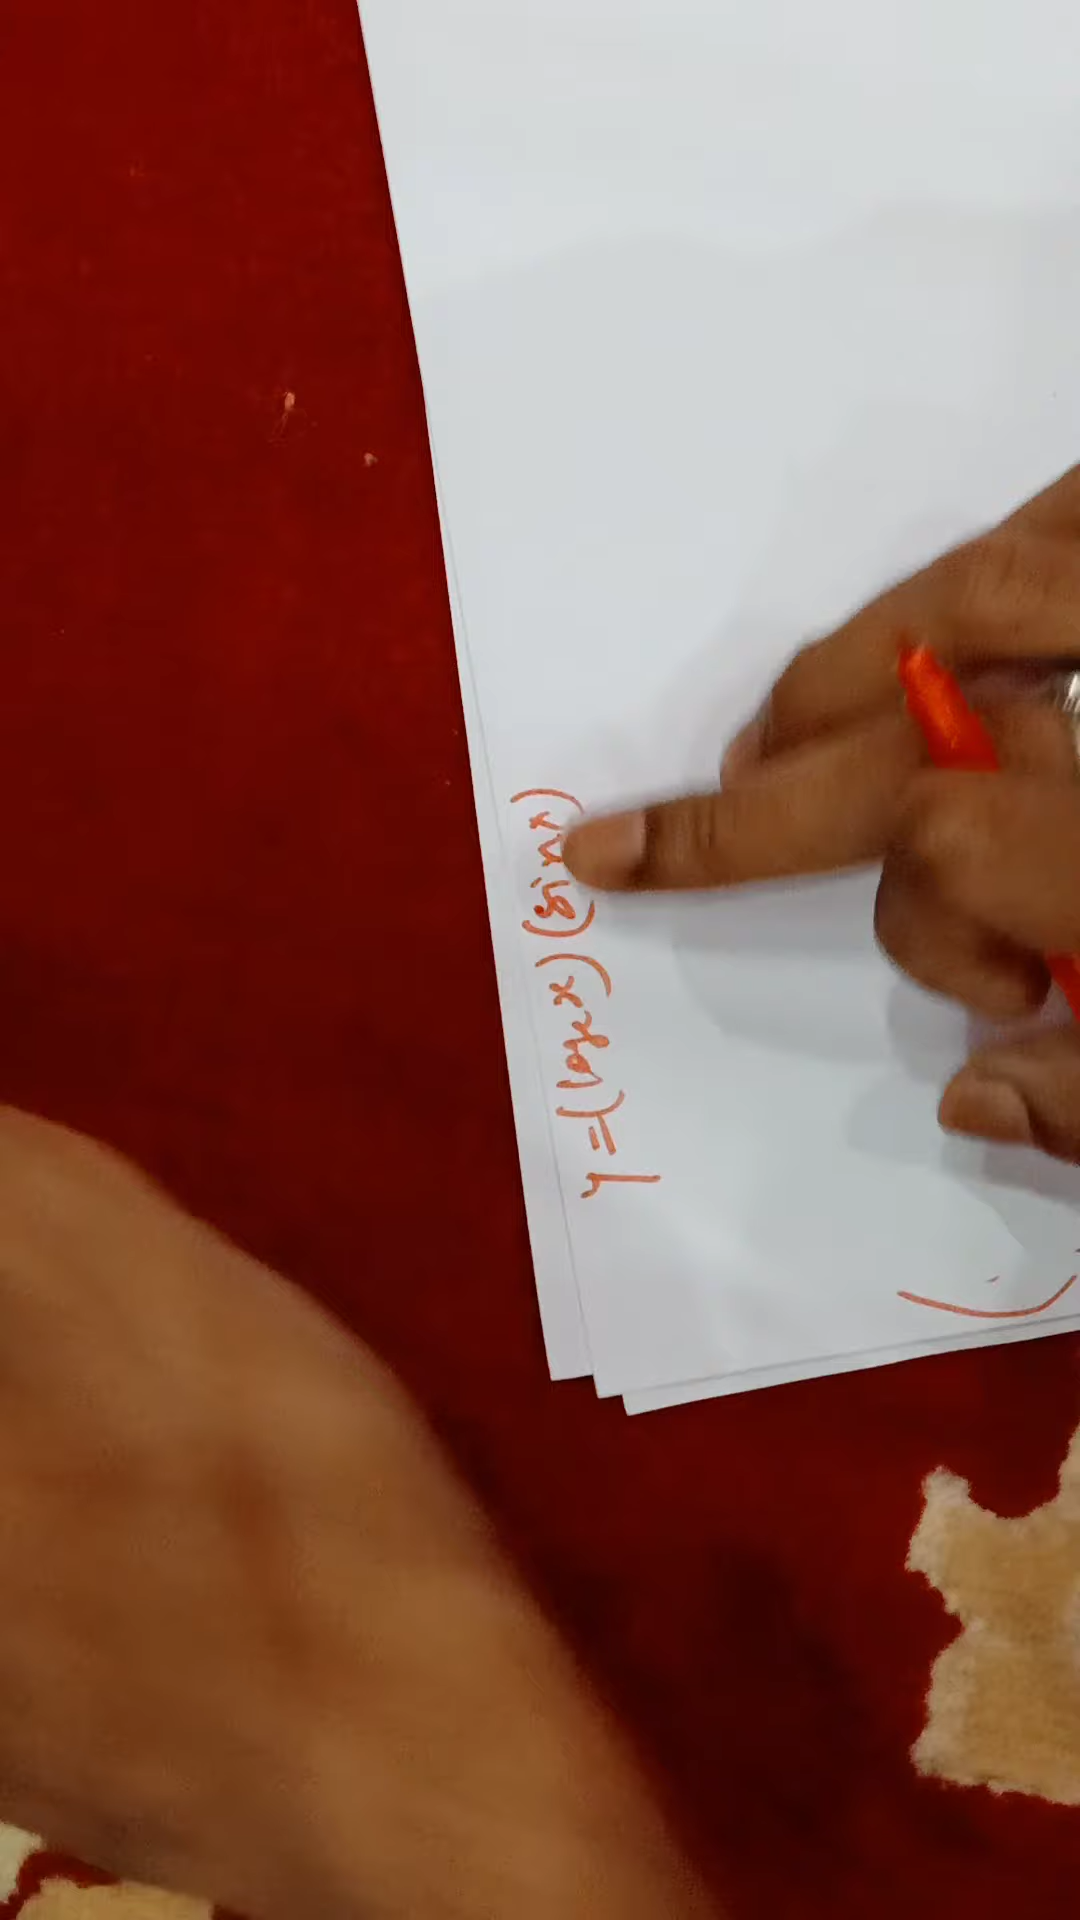 y = (log x) (sin x)